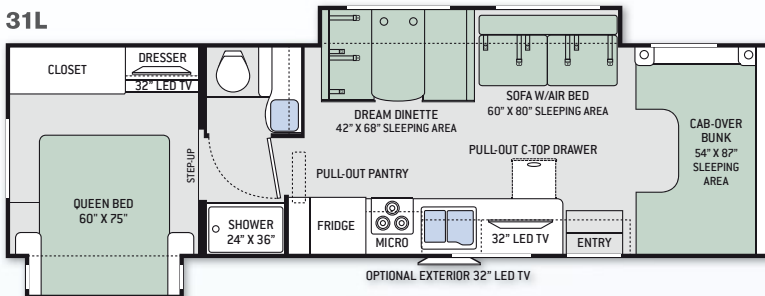 31L
CLOSET
DRESSER
32" LED TV
DREAM DINETTE
42" X 68" SLEEPING AREA
SOFA W/AIR BED
60" X 80" SLEEPING AREA
CAB-OVER
BUNK
54" X 87"
SLEEPING
AREA
PULL-OUT C-TOP DRAWER
STEP-UP
PULL-OUT PANTRY
QUEEN BED
60" X 75"
SHOWER
24" X 36"
FRIDGE
MICRO
32" LED TV
ENTRY
OPTIONAL EXTERIOR 32" LED TV